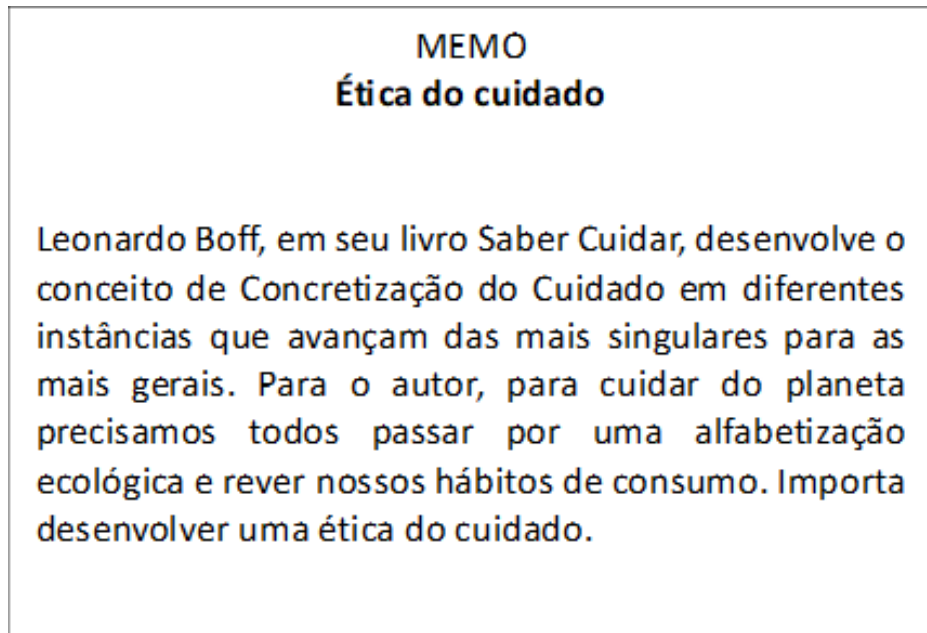 MEMO
Ética do cuidado
Leonardo Boff, em seu livro Saber Cuidar, desenvolve o
conceito de Concretização do Cuidado em diferentes
instâncias que avançam das mais singulares para as
mais gerais. Para o autor, para cuidar do planeta
precisamos todos passar por uma alfabetização
ecológica e rever nossos hábitos de consumo. Importa
desenvolver uma ética do cuidado.